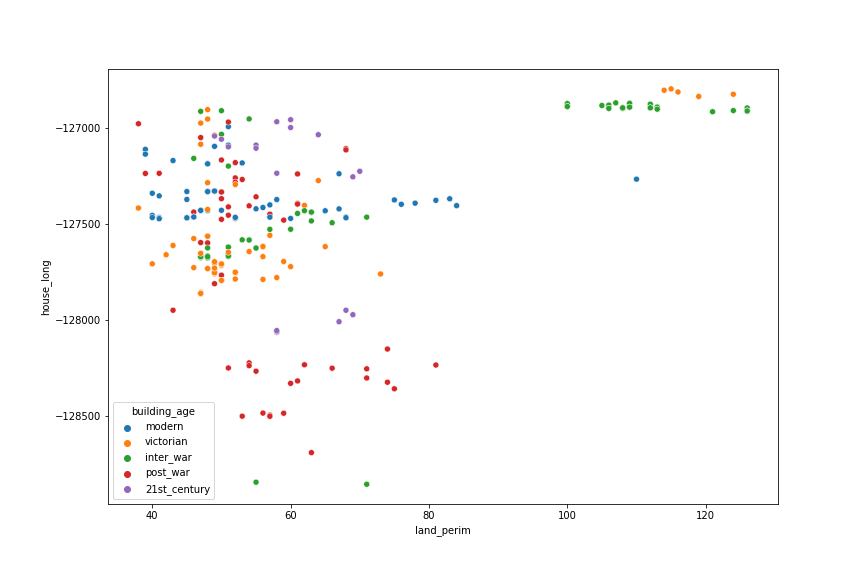 −127000
−127500
−128000
−128500
house_long
building_age
modern
victorian
inter_war
post_war
21st_century
40
60
80
100
120
land_perim